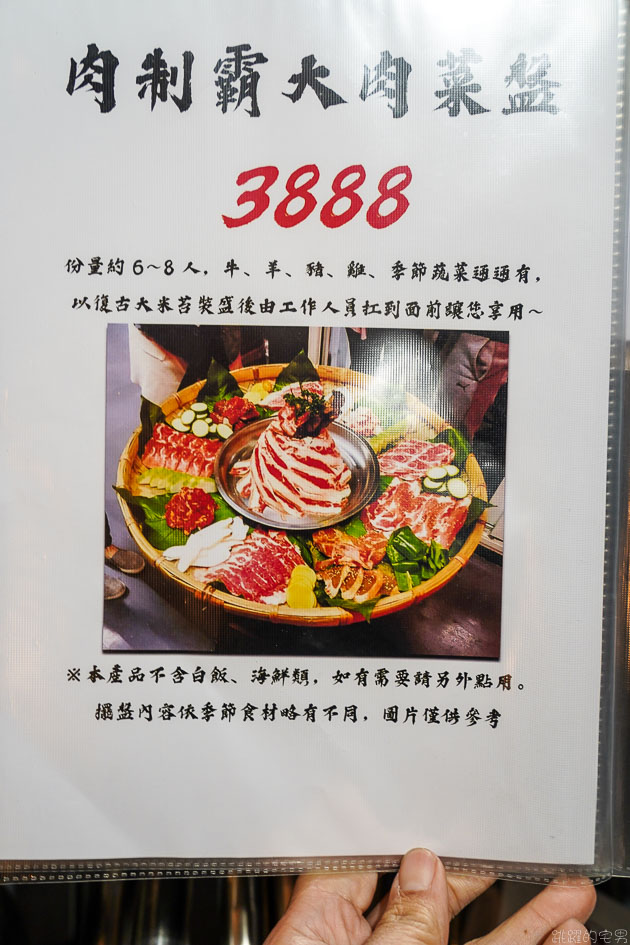 肉制霸大肉菜盤
3888
份量約6～8人，牛、羊、豬、雞、季節蔬菜通通有，
以復古大米苔裝盛後由工作人員扛到面前讓您享用～
※本產品不含白飯、海鮮類，如有需要請另外點用。
擺盤內容依季節食材略有不同，圖片僅供參考
跳躍的宅男